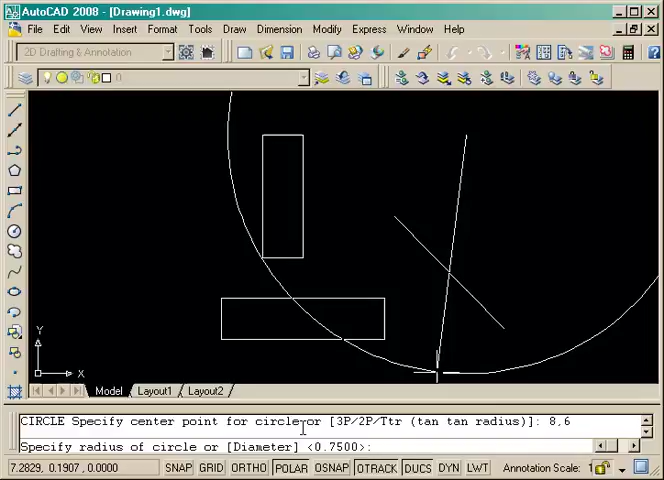 AutoCAD 2008 - [Drawing1.dwg]
File Edit View Insert Format Tools Draw Dimension Modify Express Window Help
2D Drafting & Annotation
0
Y
X
Model Layout1 Layout2
CIRCLE Specify center point for circle or [3P/2P/Ttr (tan tan radius)]: 8,6
Specify radius of circle or [Diameter] <0.7500>:
7.2829, 0.1907, 0.0000 SNAP GRID ORTHO POLAR OSNAP OTRACK DUCS DYN LWT Annotation Scale